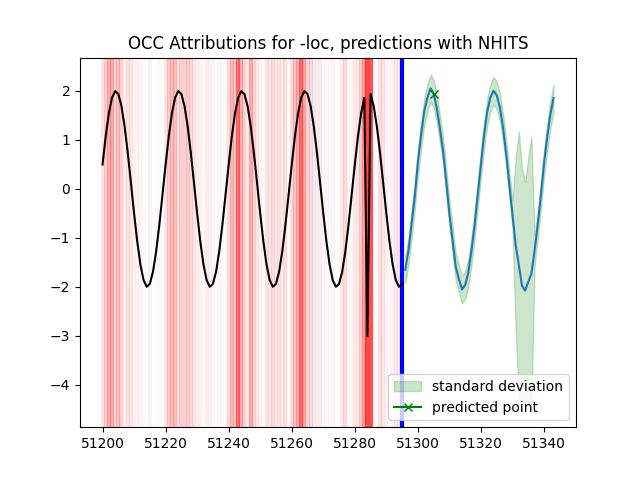 OCC Attributions for -loc, predictions with NHITS
2
1
0
−1
−2
−3
−4
standard deviation
predicted point
51200 51220 51240 51260 51280 51300 51320 51340